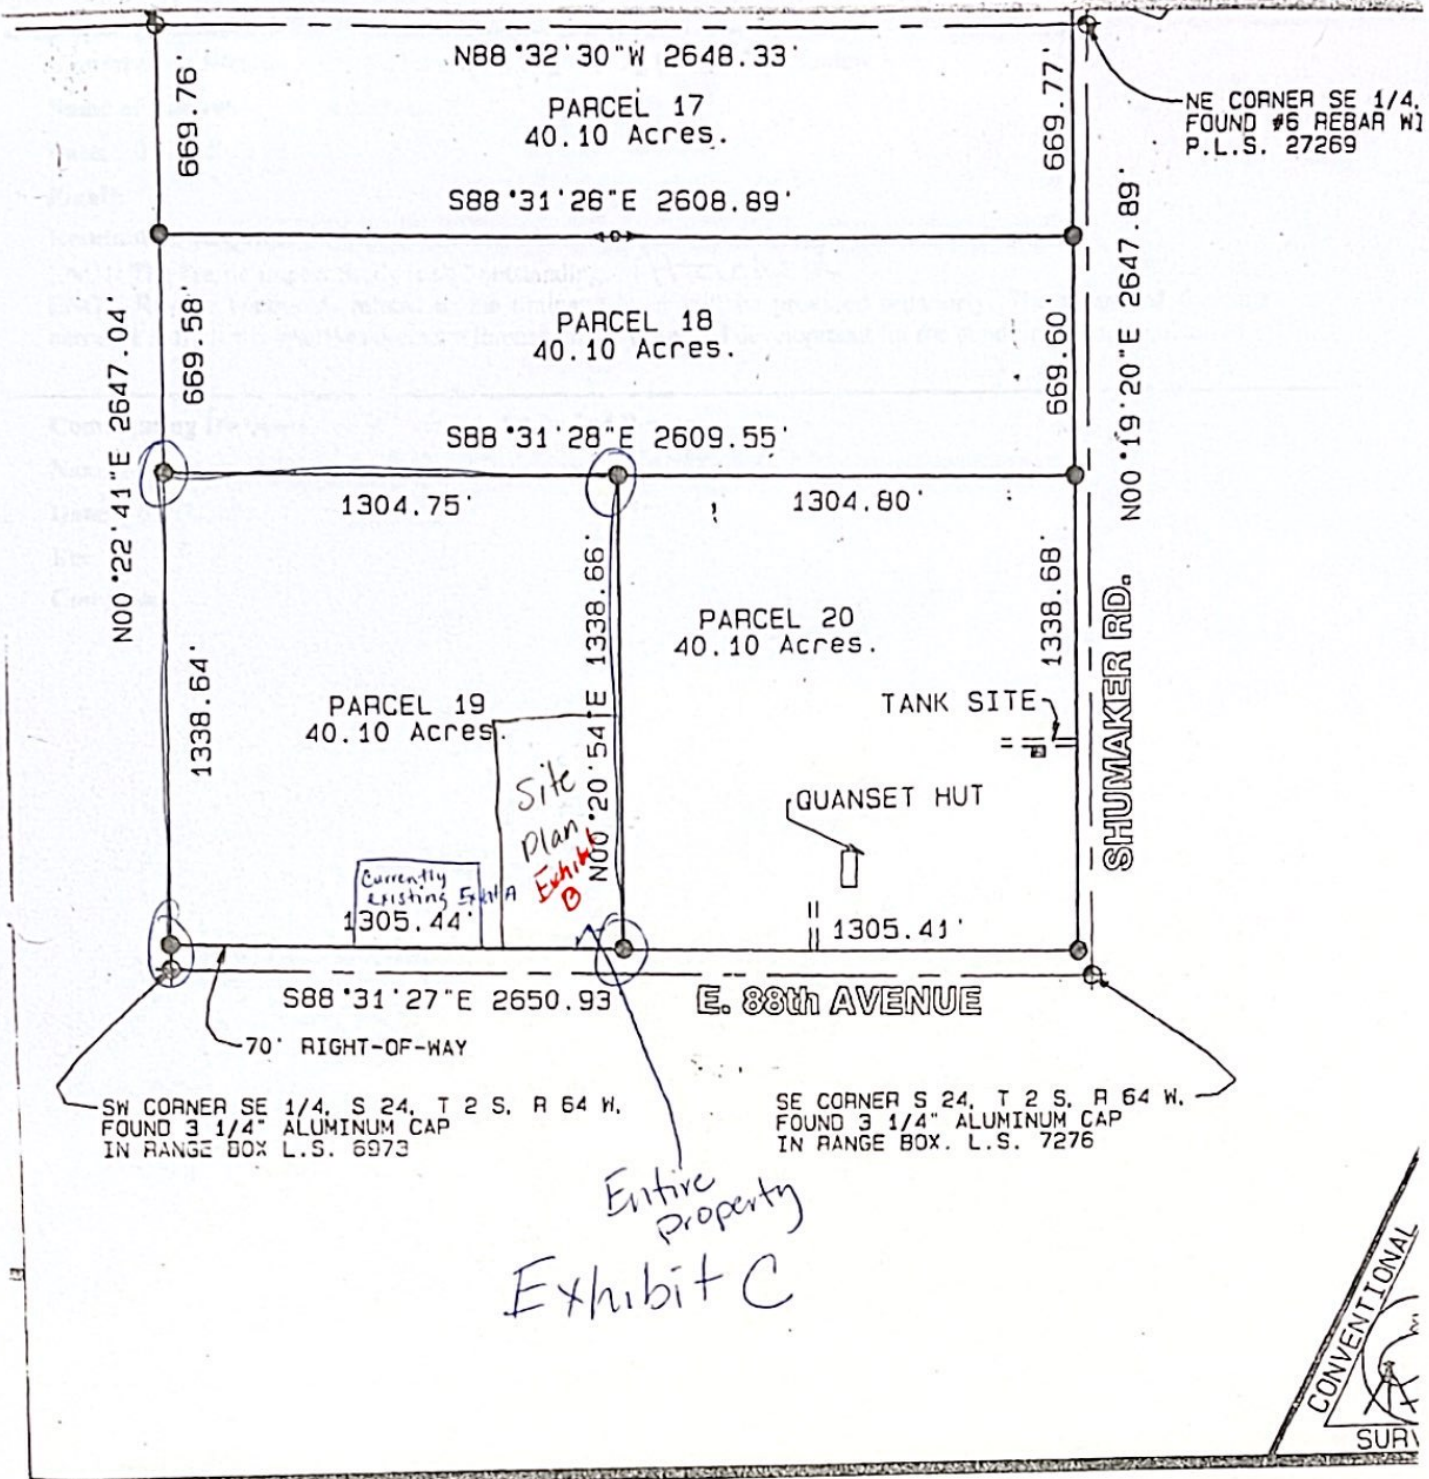 N88°32'30"W 2648.33'
669.76'
669.77'
PARCEL 17
40.10 Acres.
NE CORNER SE 1/4,
FOUND #6 REBAR WI
P.L.S. 27269
S88°31'26"E 2608.89'
N00°22'41"E 2647.04'
669.58'
PARCEL 18
40.10 Acres.
669.60'
N00°19'20"E 2647.89'
S88°31'28"E 2609.55'
1304.75'
1304.80'
1338.64'
N00°20'54"E 1338.66'
1338.68'
SHUMAKER RD.
PARCEL 19
40.10 Acres.
PARCEL 20
40.10 Acres.
TANK SITE
QUANSET HUT
Site
Plan
Exhibit
B
Currently
existing Exhibit A
1305.44'
1305.41'
S88°31'27"E 2650.93
E. 88th AVENUE
70' RIGHT-OF-WAY
SW CORNER SE 1/4, S 24, T 2 S, R 64 W,
FOUND 3 1/4" ALUMINUM CAP
IN RANGE BOX L.S. 6973
SE CORNER S 24, T 2 S, R 64 W,
FOUND 3 1/4" ALUMINUM CAP
IN RANGE BOX. L.S. 7276
Entire
property
Exhibit C
CONVENTIONAL
SURV